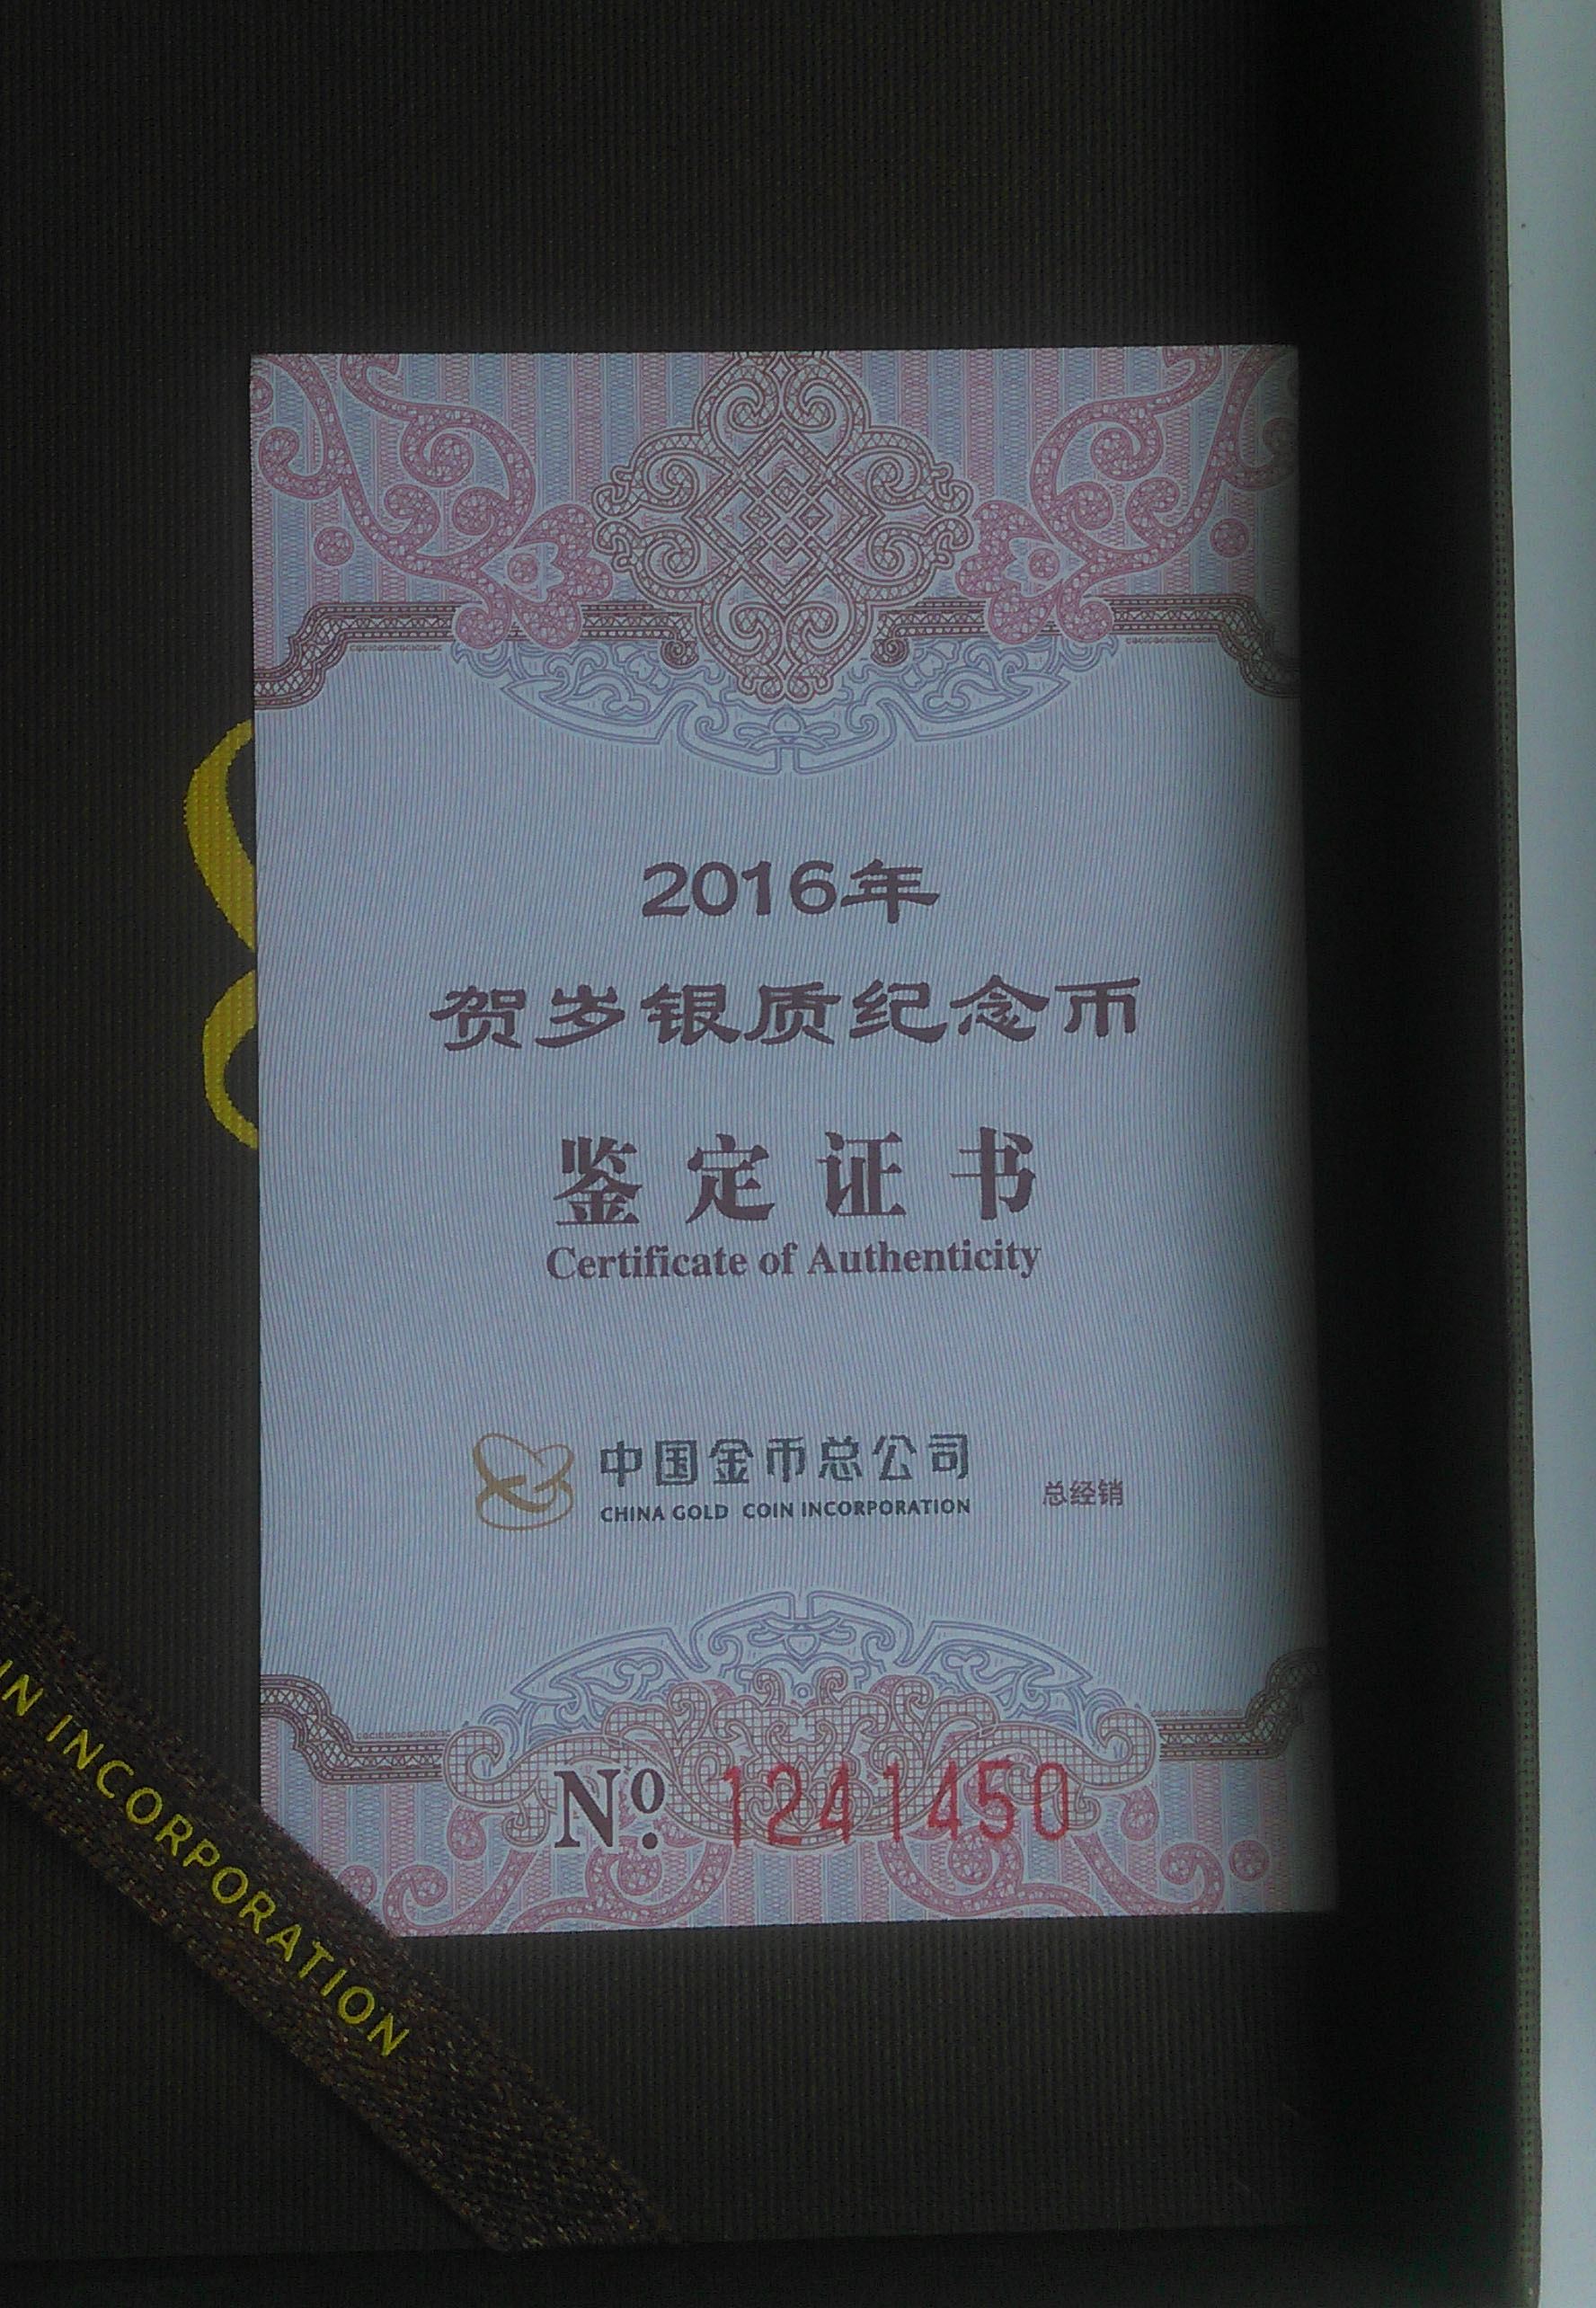 2016年
贺岁银质纪念币
鉴定证书
Certificate of Authenticity
中国金币总公司
CHINA GOLD COIN INCORPORATION
总经销
№ 1241450
IN INCORPORATION